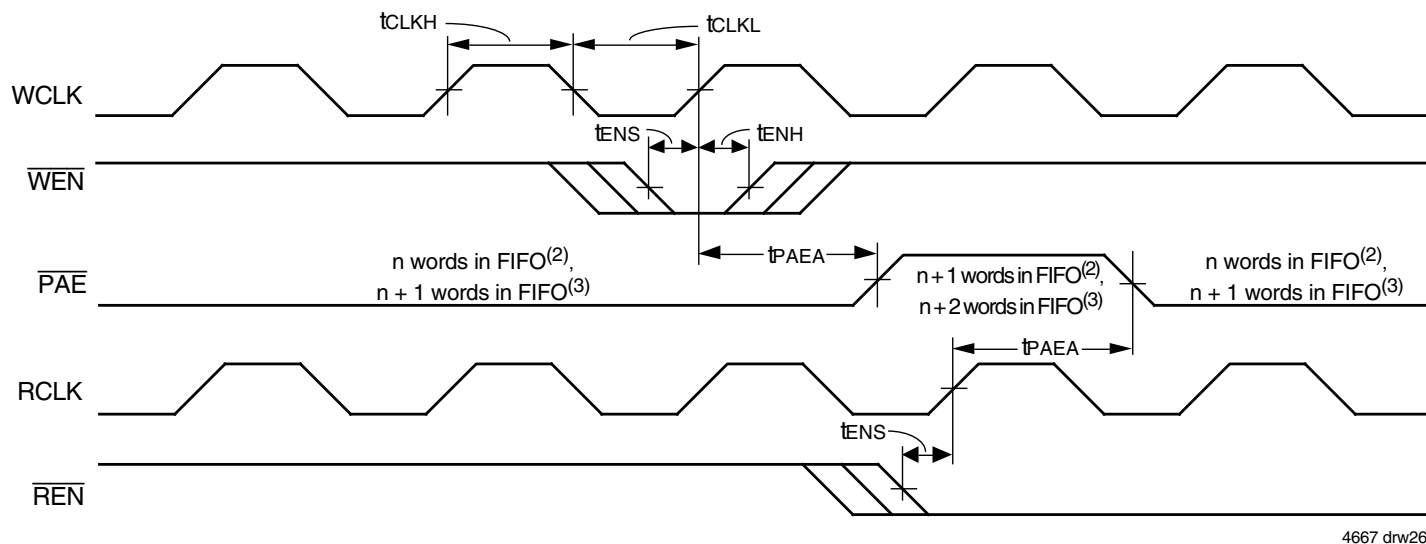 tCLKH tCLKL
WCLK
tENS tENH
WEN
tPAEA
PAE
n words in FIFO(2),
n + 1 words in FIFO(3)
n + 1 words in FIFO(2),
n + 2 words in FIFO(3)
n words in FIFO(2),
n + 1 words in FIFO(3)
tPAEA
RCLK
tENS
REN
4667 drw26